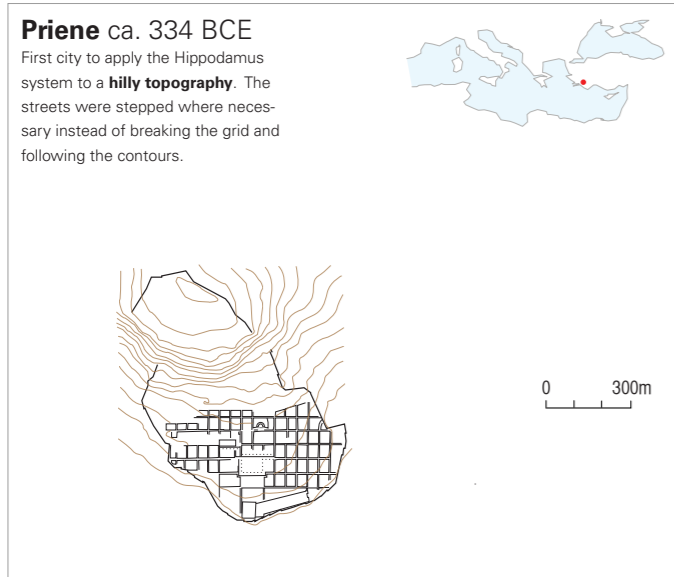 Priene ca. 334 BCE
First city to apply the Hippodamus
system to a hilly topography. The
streets were stepped where neces-
sary instead of breaking the grid and
following the contours.
0 300m